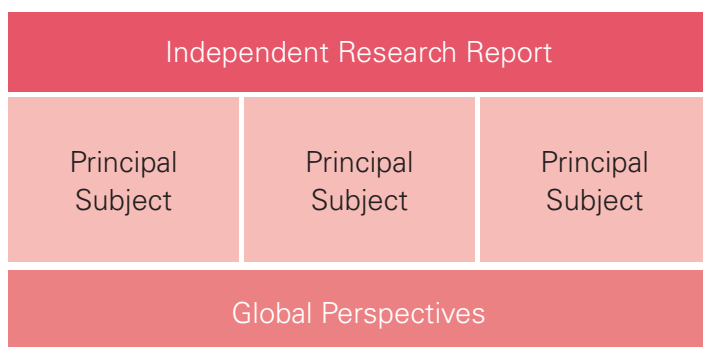 Independent Research Report
Principal
Subject
Principal
Subject
Principal
Subject
Global Perspectives